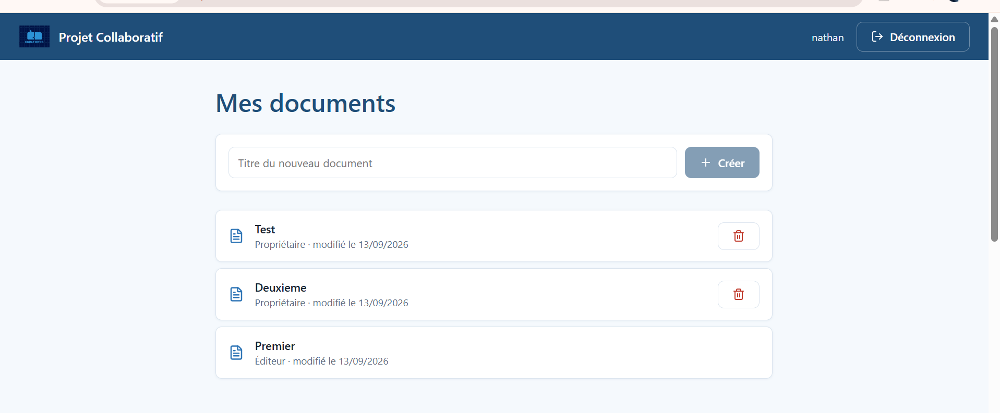 Projet Collaboratif
nathan
Déconnexion
Mes documents
Titre du nouveau document
Créer
Test
Propriétaire · modifié le 13/09/2026
Deuxieme
Propriétaire · modifié le 13/09/2026
Premier
Éditeur · modifié le 13/09/2026